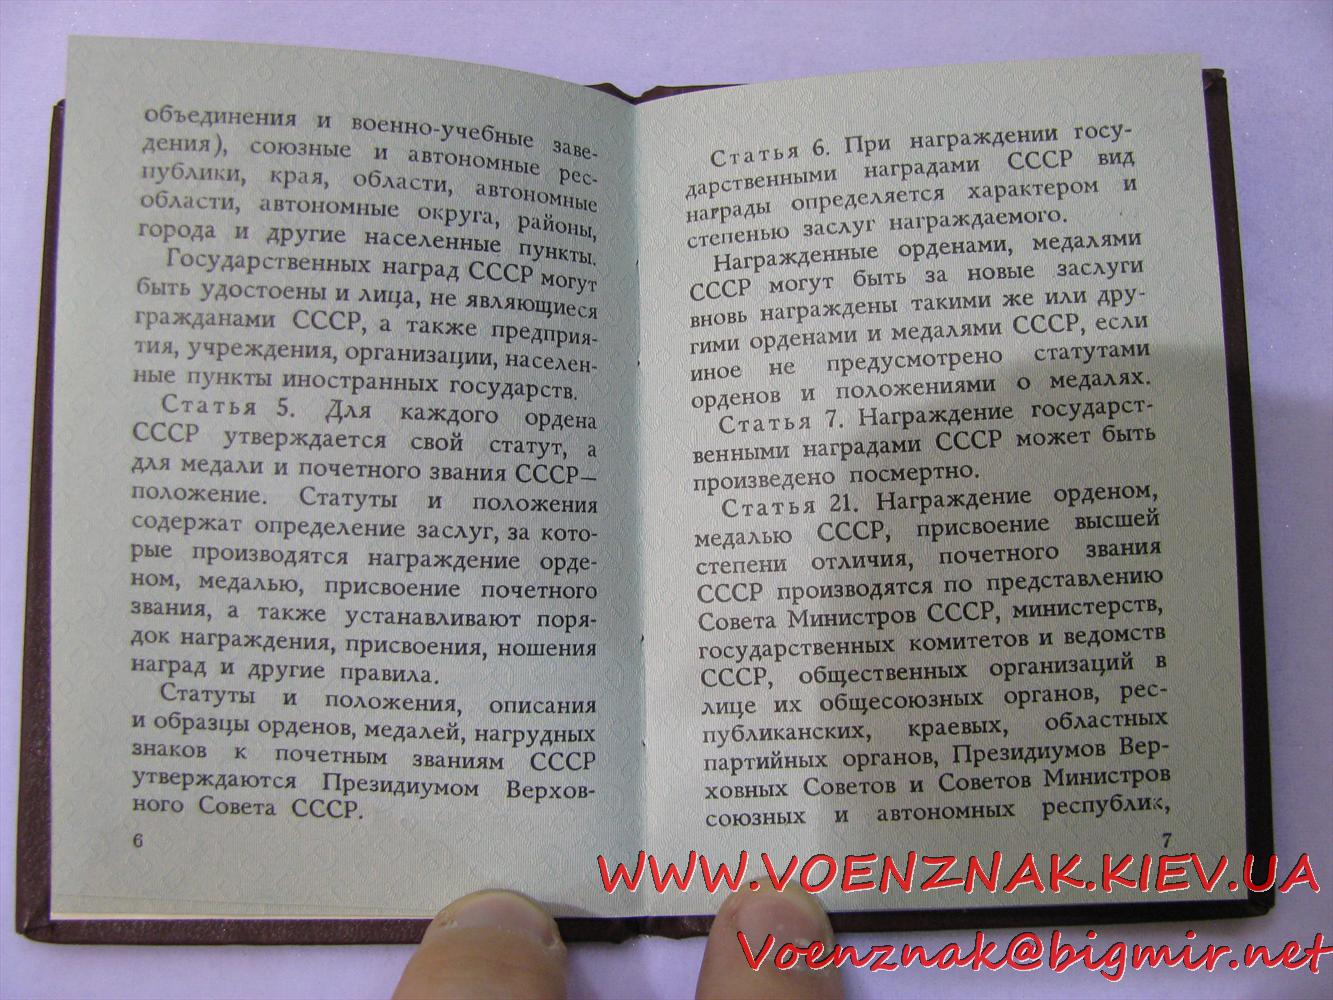 объединения и военно-учебные заве-
дения), союзные и автономные рес-
публики, края, области, автономные
области, автономные округа, районы,
города и другие населенные пункты.
Государственных наград СССР могут
быть удостоены и лица, не являющиеся
гражданами СССР, а также предприя-
тия, учреждения, организации, населен-
ные пункты иностранных государств.
Статья 5. Для каждого ордена
СССР утверждается свой статут, а
для медали и почетного звания СССР—
положение. Статуты и положения
содержат определение заслуг, за кото-
рые производятся награждение орде-
ном, медалью, присвоение почетного
звания, а также устанавливают поря-
док награждения, присвоения, ношения
наград и другие правила.
Статуты и положения, описания
и образцы орденов, медалей, нагрудных
знаков к почетным званиям СССР
утверждаются Президиумом Верхов-
ного Совета СССР.
6
Статья 6. При награждении госу-
дарственными наградами СССР вид
награды определяется характером и
степенью заслуг награждаемого.
Награжденные орденами, медалями
СССР могут быть за новые заслуги
вновь награждены такими же или дру-
гими орденами и медалями СССР, если
иное не предусмотрено статутами
орденов и положениями о медалях.
Статья 7. Награждение государст-
венными наградами СССР может быть
произведено посмертно.
Статья 21. Награждение орденом,
медалью СССР, присвоение высшей
степени отличия, почетного звания
СССР производятся по представлению
Совета Министров СССР, министерств,
государственных комитетов и ведомств
СССР, общественных организаций в
лице их общесоюзных органов, рес-
публиканских, краевых, областных
партийных органов, Президиумов Вер-
ховных Советов и Советов Министров
союзных и автономных республик,
7
WWW.VOENZNAK.KIEV.UA
Voenznak@bigmir.net